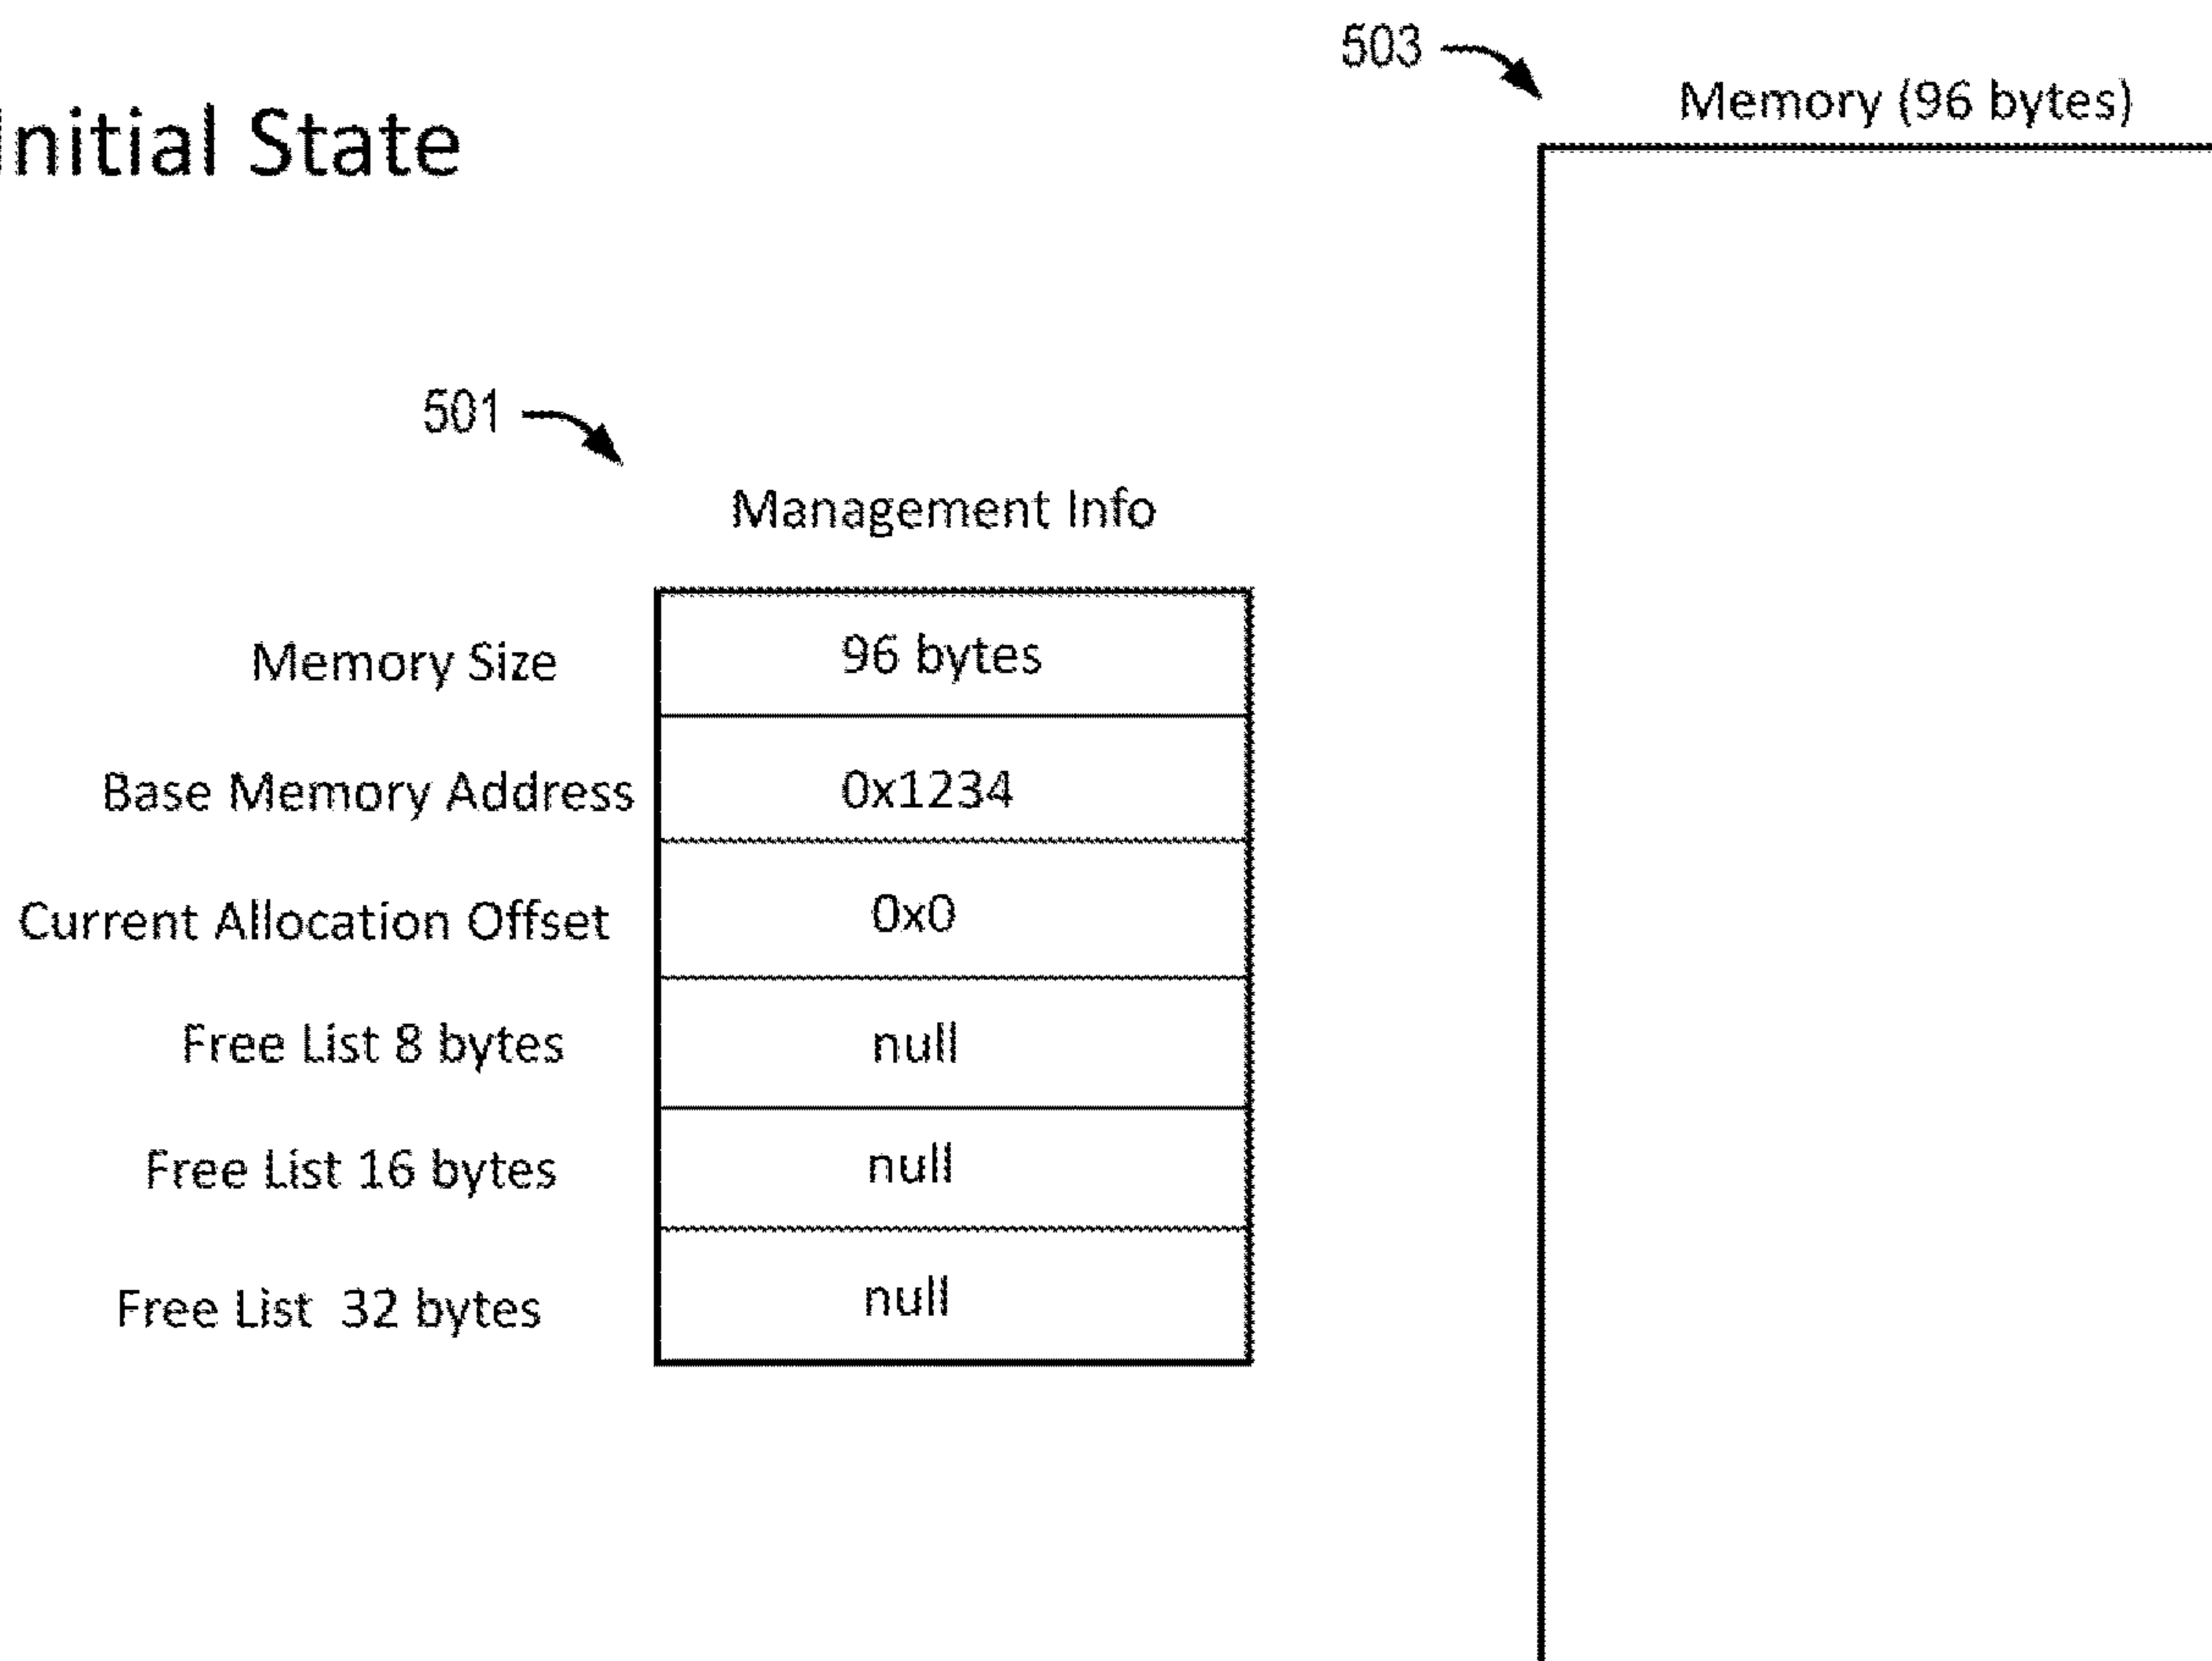 503
Memory (96 bytes)
Initial State
501
Management Info
Memory Size 96 bytes
Base Memory Address 0x1234
Current Allocation Offset 0x0
Free List 8 bytes null
Free List 16 bytes null
Free List 32 bytes null